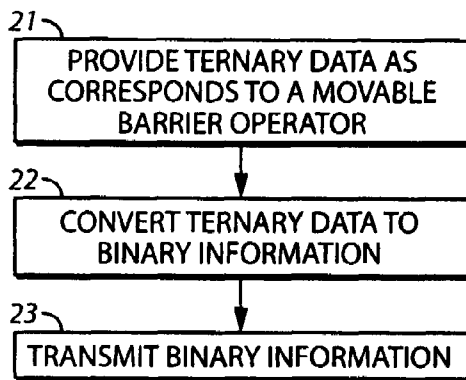 21
PROVIDE TERNARY DATA AS
CORRESPONDS TO A MOVABLE
BARRIER OPERATOR
22
CONVERT TERNARY DATA TO
BINARY INFORMATION
23
TRANSMIT BINARY INFORMATION